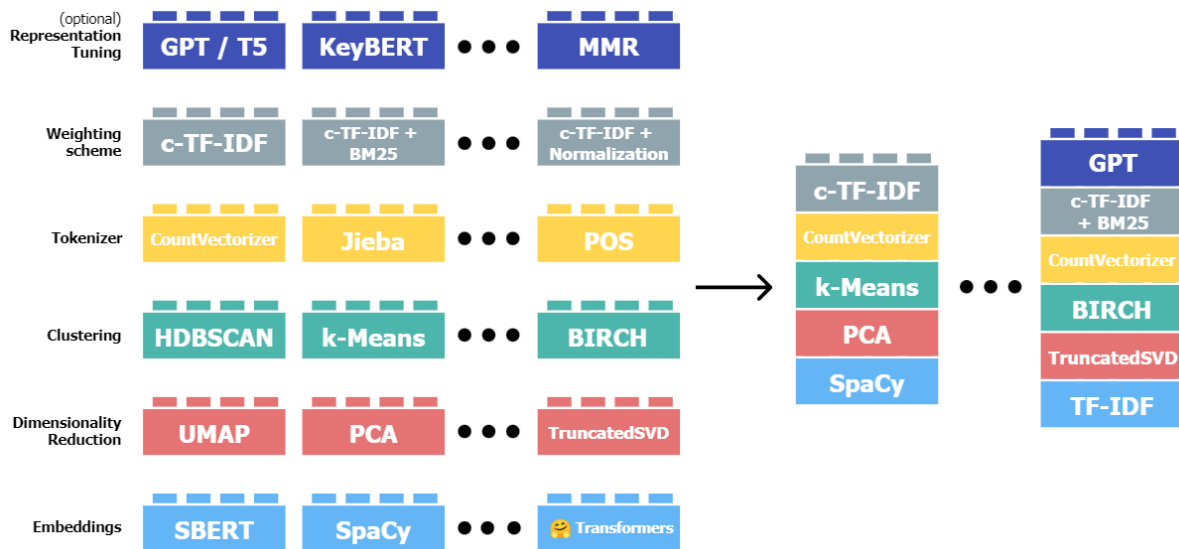 (optional)
Representation
Tuning
GPT / T5
KeyBERT
MMR
Weighting
scheme
c-TF-IDF
c-TF-IDF +
BM25
c-TF-IDF +
Normalization
Tokenizer
CountVectorizer
Jieba
POS
Clustering
HDBSCAN
k-Means
BIRCH
Dimensionality
Reduction
UMAP
PCA
TruncatedSVD
Embeddings
SBERT
SpaCy
🤗 Transformers
c-TF-IDF
CountVectorizer
k-Means
PCA
SpaCy
GPT
c-TF-IDF
+ BM25
CountVectorizer
BIRCH
TruncatedSVD
TF-IDF